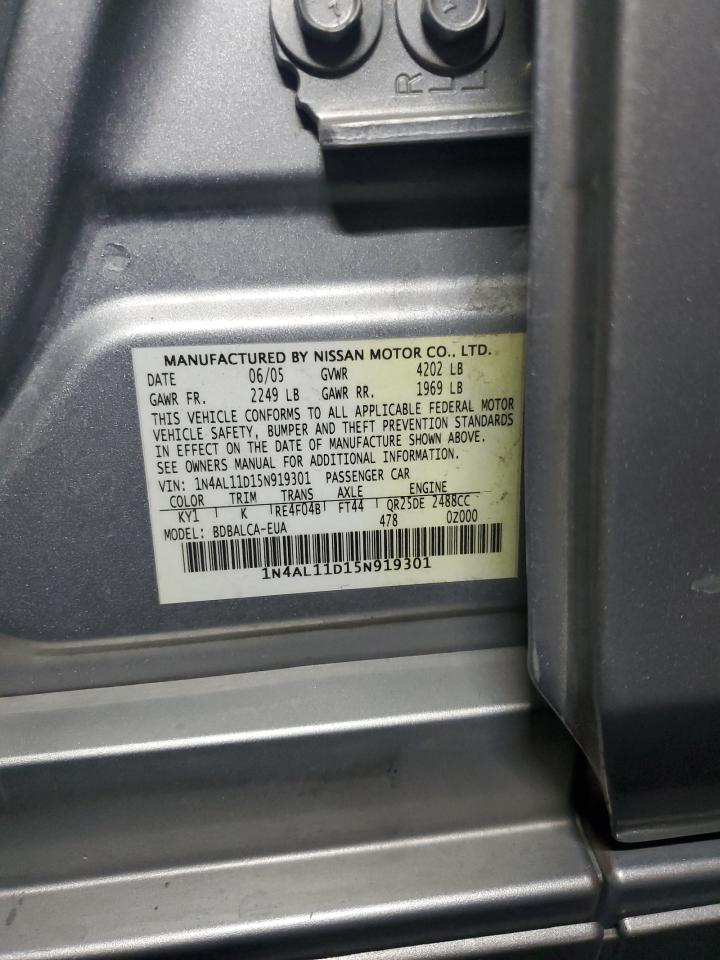 R L L
MANUFACTURED BY NISSAN MOTOR CO., LTD.
DATE 06/05 GVWR 4202 LB
GAWR FR. 2249 LB GAWR RR. 1969 LB
THIS VEHICLE CONFORMS TO ALL APPLICABLE FEDERAL MOTOR
VEHICLE SAFETY, BUMPER AND THEFT PREVENTION STANDARDS
IN EFFECT ON THE DATE OF MANUFACTURE SHOWN ABOVE.
SEE OWNERS MANUAL FOR ADDITIONAL INFORMATION.
VIN: 1N4AL11D15N919301 PASSENGER CAR
COLOR TRIM TRANS AXLE ENGINE
KY1 K RE4F04B FT44 QR25DE 2488CC
MODEL: BDBALCA-EUA 478 0Z000
1N4AL11D15N919301